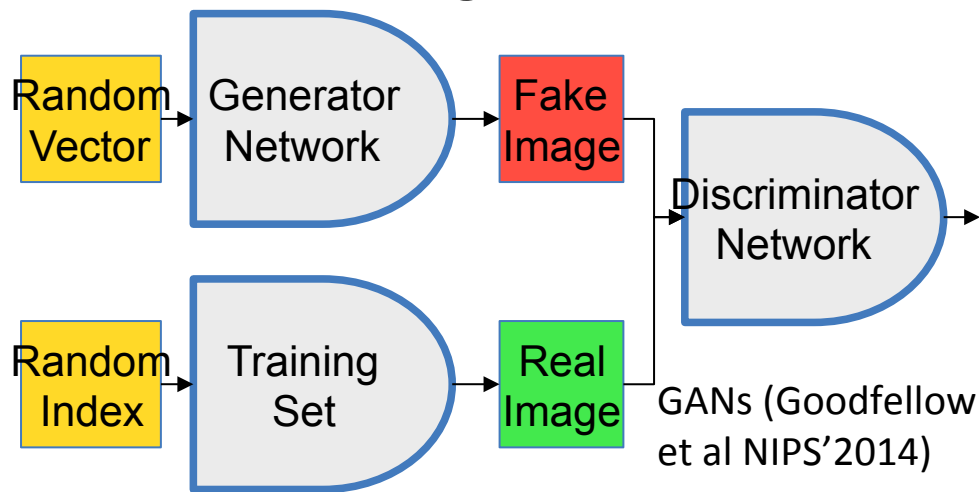 Random
Vector
Generator
Network
Fake
Image
Discriminator
Network
Random
Index
Training
Set
Real
Image
GANs (Goodfellow
et al NIPS’2014)